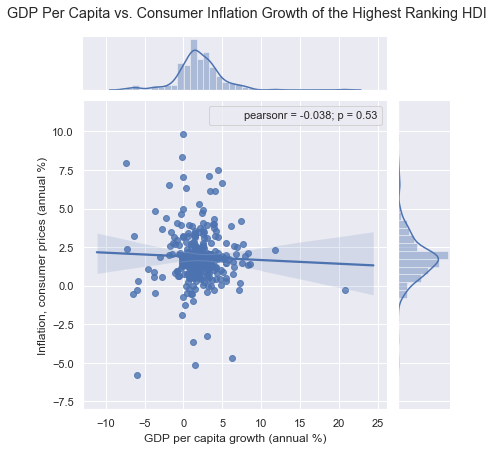 GDP Per Capita vs. Consumer Inflation Growth of the Highest Ranking HDI
pearsonr = -0.038; p = 0.53
Inflation, consumer prices (annual %)
10.0
7.5
5.0
2.5
0.0
−2.5
−5.0
−7.5
−10 −5 0 5 10 15 20 25
GDP per capita growth (annual %)